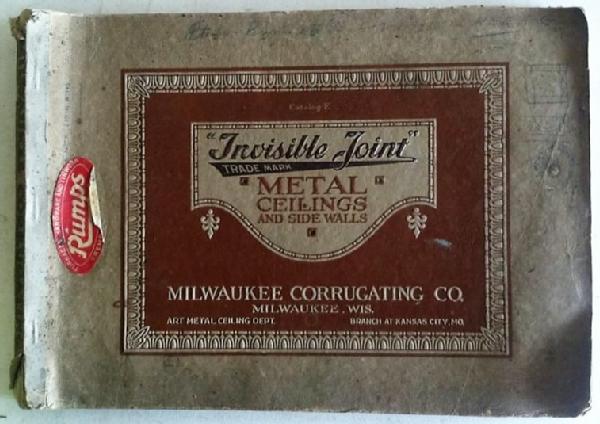 Catalog E
"Invisible Joint"
TRADE MARK
METAL
CEILINGS
AND SIDE WALLS
MILWAUKEE CORRUGATING CO.
MILWAUKEE, WIS.
ART METAL CEILING DEPT.
BRANCH AT KANSAS CITY, MO.
Rumps